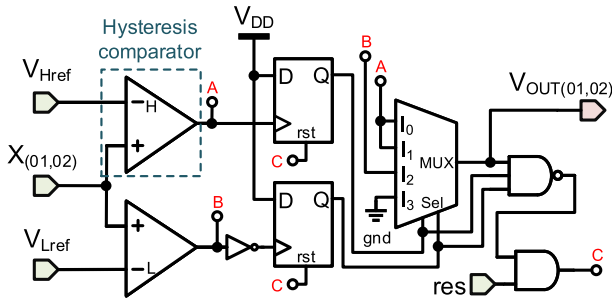 Hysteresis
comparator
V_Href
X_(01,02)
V_Lref
H
L
A
B
V_DD
D
Q
rst
C
D
Q
rst
C
B
A
I_0
I_1
I_2
I_3
MUX
Sel
gnd
V_OUT(01,02)
res
C